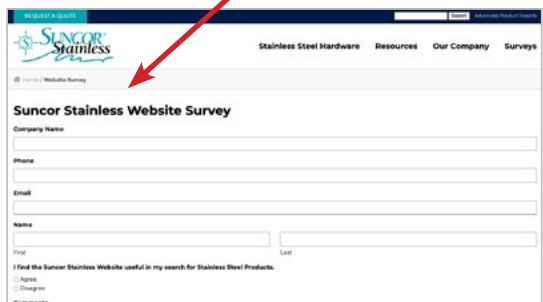 REQUEST A QUOTE
Search Advanced Product Search
SUNCOR
Stainless
Stainless Steel Hardware Resources Our Company Surveys
Home / Website Survey
Suncor Stainless Website Survey
Company Name
Phone
Email
Name
First Last
I find the Suncor Stainless Website useful in my search for Stainless Steel Products.
Agree
Disagree
Comments